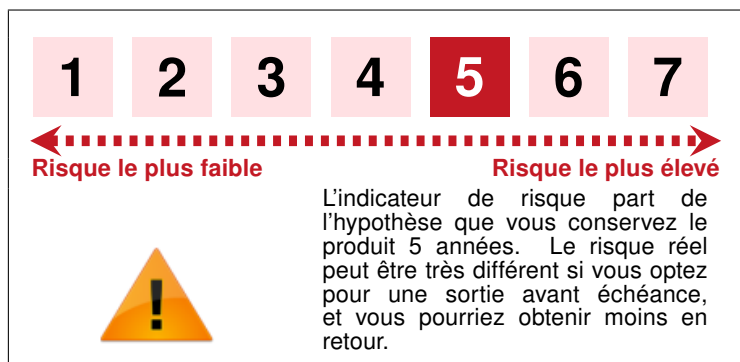 1 2 3 4 5 6 7
Risque le plus faible Risque le plus élevé
L'indicateur de risque part de
l'hypothèse que vous conservez le
produit 5 années. Le risque réel
peut être très différent si vous optez
pour une sortie avant échéance,
et vous pourriez obtenir moins en
retour.
!